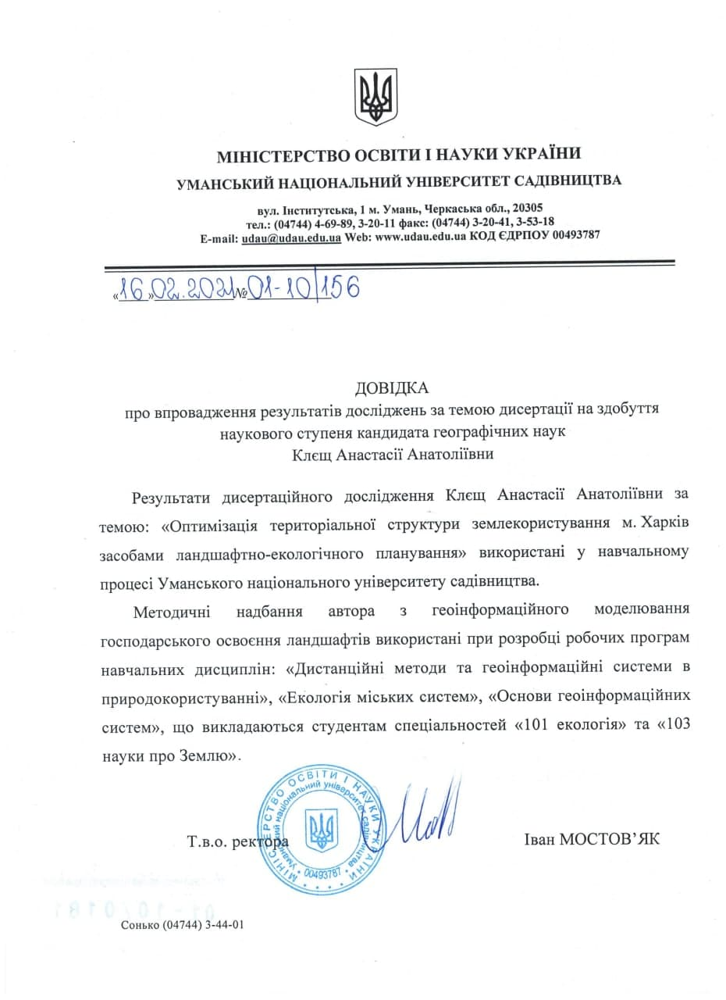 МІНІСТЕРСТВО ОСВІТИ І НАУКИ УКРАЇНИ
УМАНСЬКИЙ НАЦІОНАЛЬНИЙ УНІВЕРСИТЕТ САДІВНИЦТВА
вул. Інститутська, 1 м. Умань, Черкаська обл., 20305
тел.: (04744) 4-69-89, 3-20-11 факс: (04744) 3-20-41, 3-53-18
E-mail: udau@udau.edu.ua Web: www.udau.edu.ua КОД ЄДРПОУ 00493787
«16»02.2021№01-10/156
ДОВІДКА
про впровадження результатів досліджень за темою дисертації на здобуття
наукового ступеня кандидата географічних наук
Клєщ Анастасії Анатоліївни
Результати дисертаційного дослідження Клєщ Анастасії Анатоліївни за
темою: «Оптимізація територіальної структури землекористування м. Харків
засобами ландшафтно-екологічного планування» використані у навчальному
процесі Уманського національного університету садівництва.
Методичні надбання автора з геоінформаційного моделювання
господарського освоєння ландшафтів використані при розробці робочих програм
навчальних дисциплін: «Дистанційні методи та геоінформаційні системи в
природокористуванні», «Екологія міських систем», «Основи геоінформаційних
систем», що викладаються студентам спеціальностей «101 екологія» та «103
науки про Землю».
МІНІСТЕРСТВО ОСВІТИ І НАУКИ УКРАЇНИ
Уманський національний університет садівництва
00493787
Т.в.о. ректора
Іван МОСТОВ’ЯК
Сонько (04744) 3-44-01